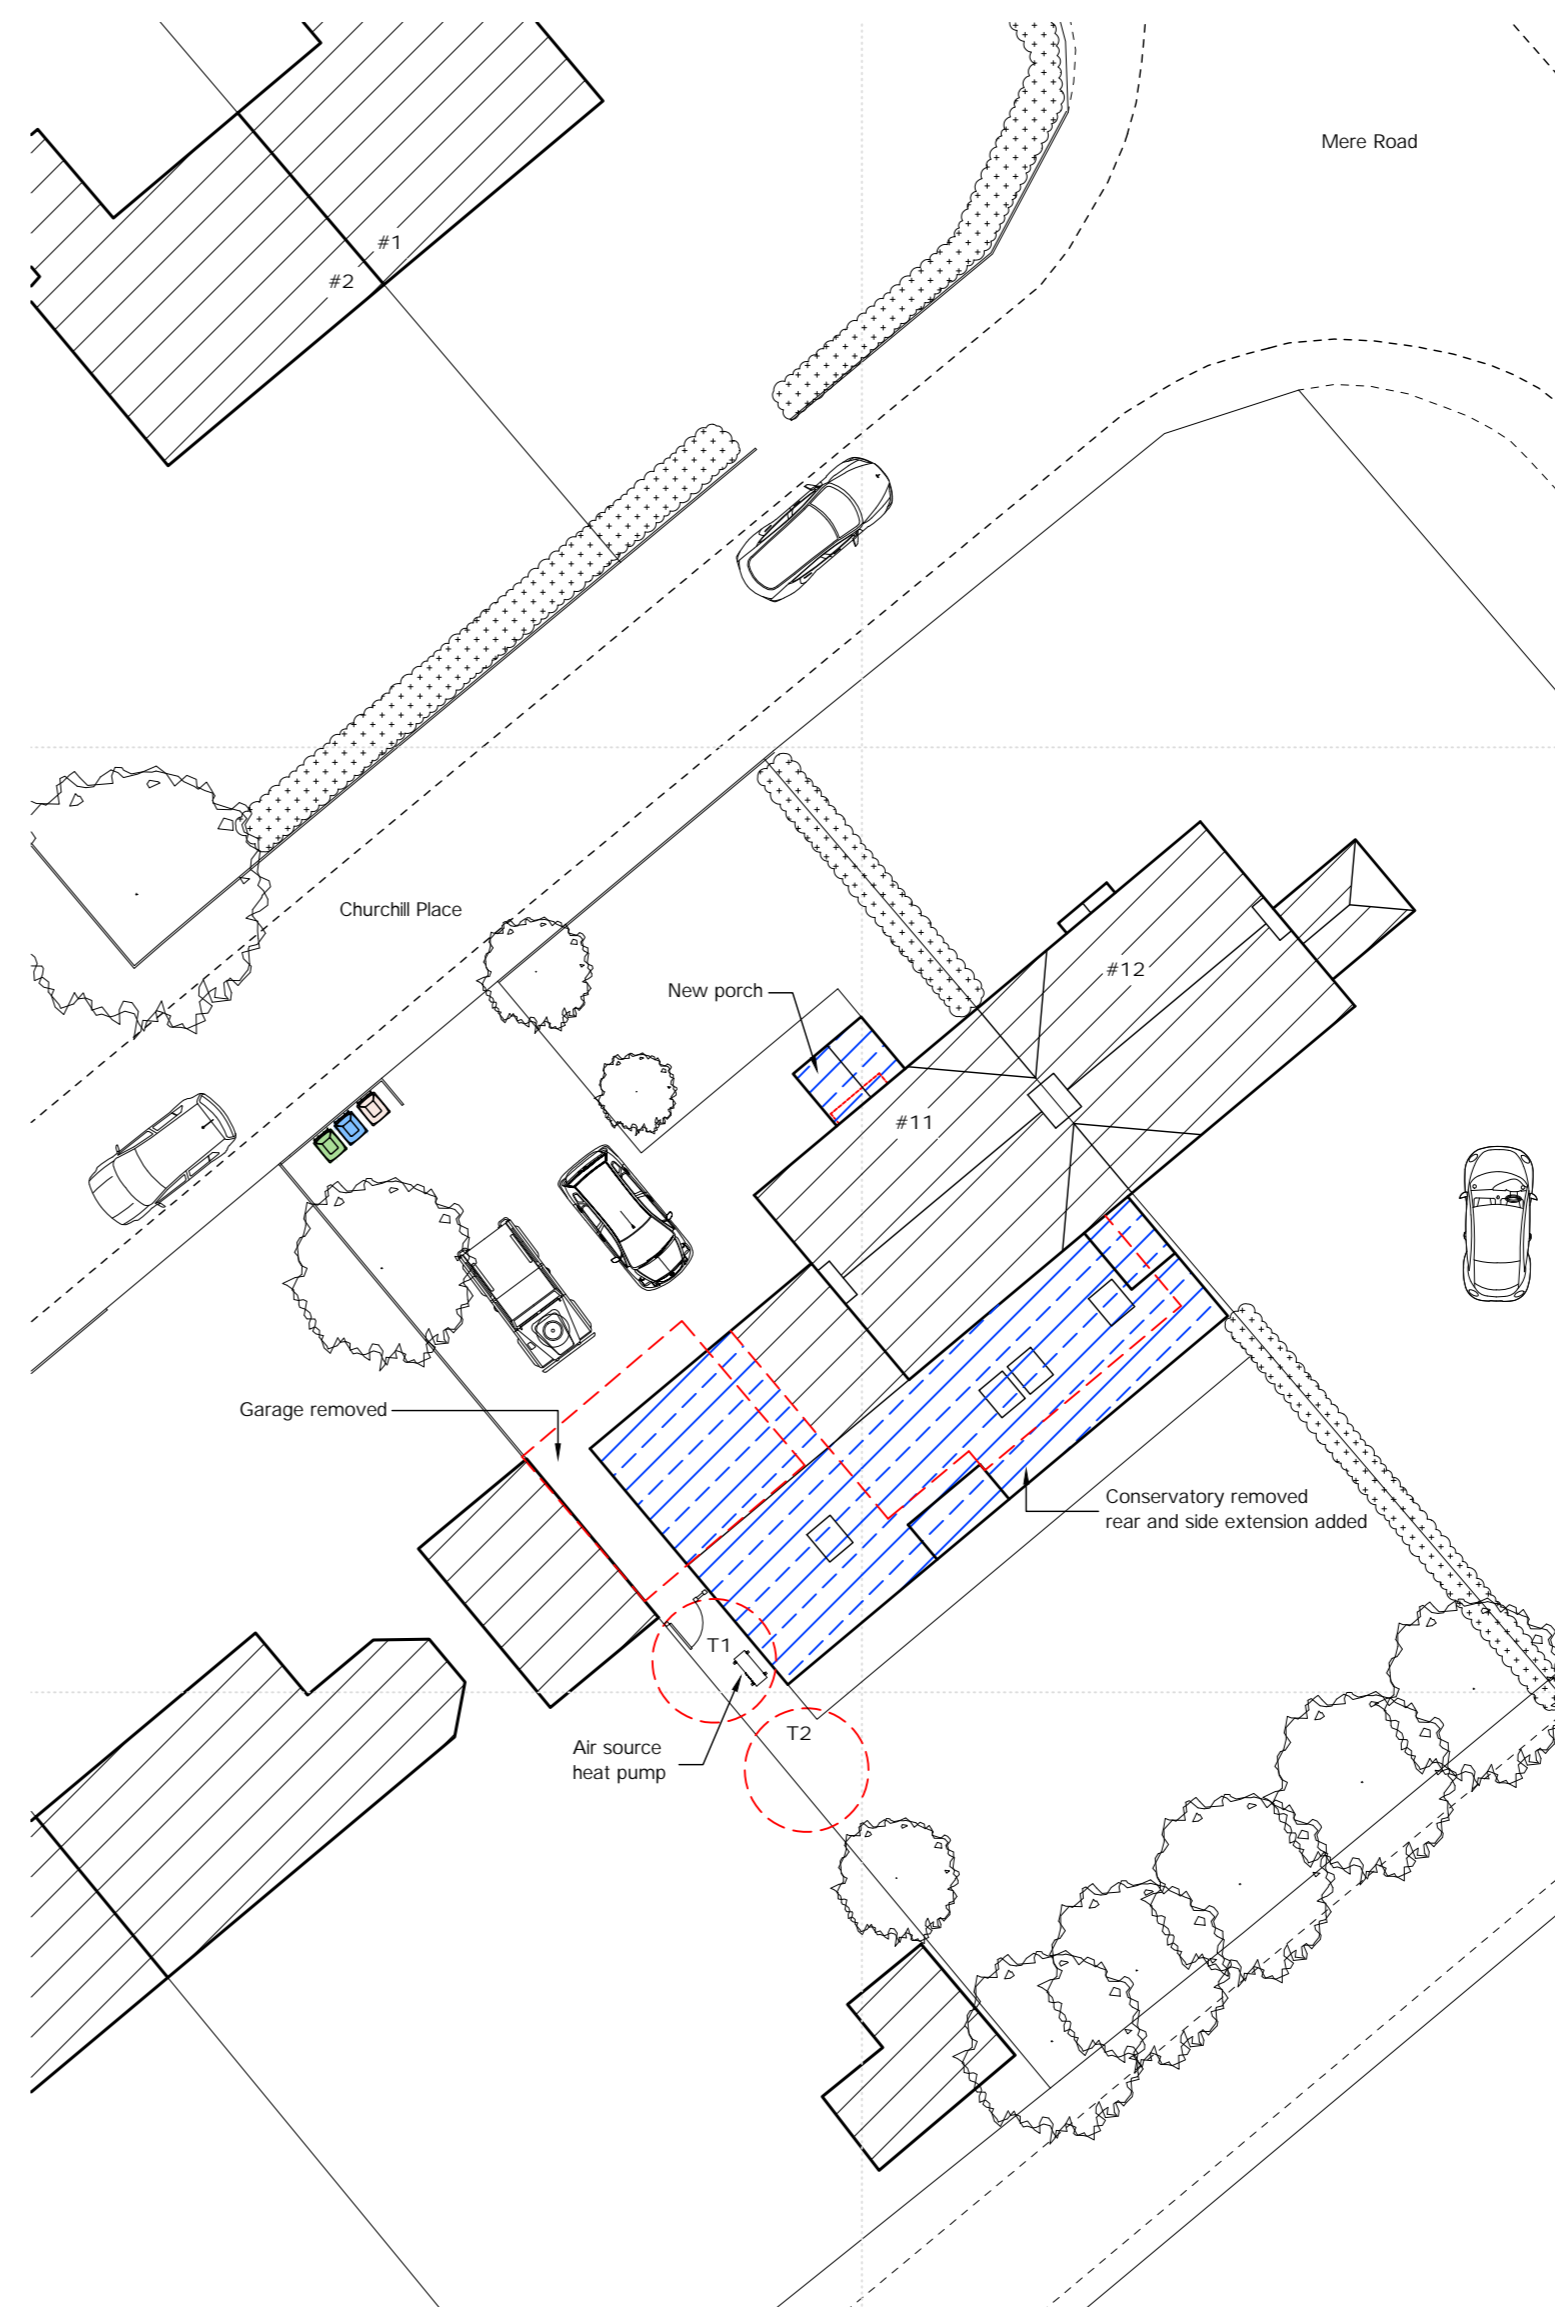 Mere Road
#1
#2
Churchill Place
#12
New porch
#11
Garage removed
Conservatory removed
rear and side extension added
T1
T2
Air source
heat pump